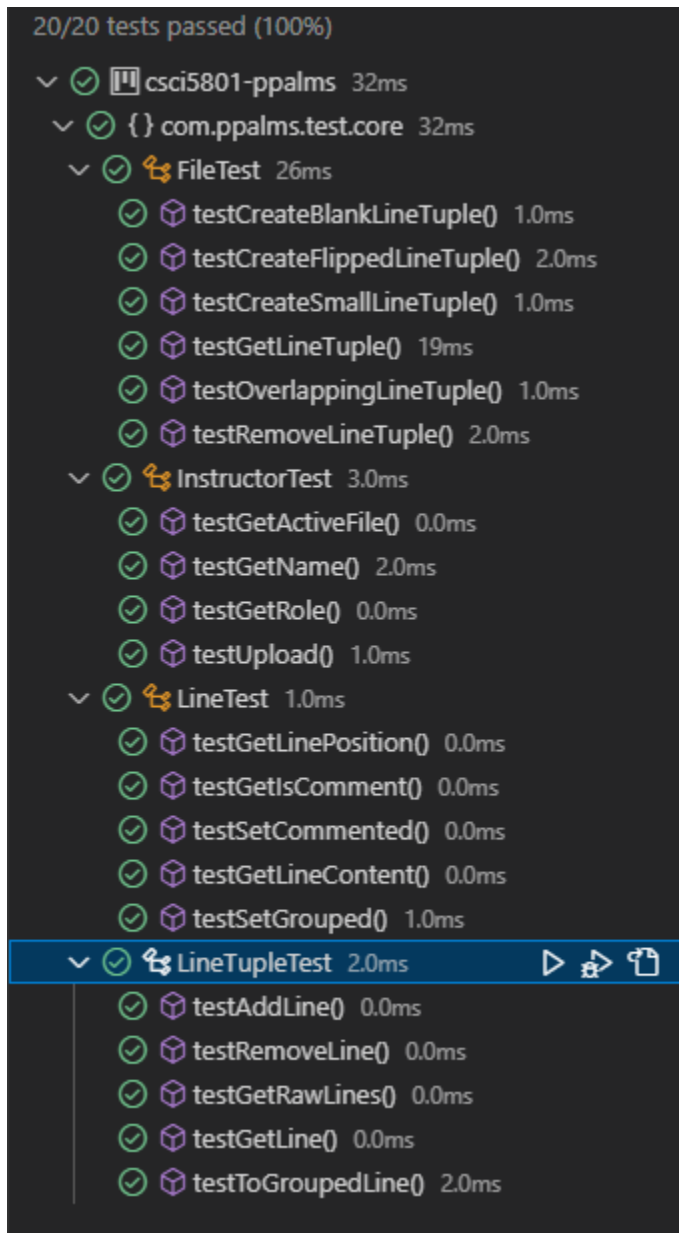 20/20 tests passed (100%)
csci5801-ppalms 32ms
{} com.ppalms.test.core 32ms
FileTest 26ms
testCreateBlankLineTuple() 1.0ms
testCreateFlippedLineTuple() 2.0ms
testCreateSmallLineTuple() 1.0ms
testGetLineTuple() 19ms
testOverlappingLineTuple() 1.0ms
testRemoveLineTuple() 2.0ms
InstructorTest 3.0ms
testGetActiveFile() 0.0ms
testGetName() 2.0ms
testGetRole() 0.0ms
testUpload() 1.0ms
LineTest 1.0ms
testGetLinePosition() 0.0ms
testGetIsComment() 0.0ms
testSetCommented() 0.0ms
testGetLineContent() 0.0ms
testSetGrouped() 1.0ms
LineTupleTest 2.0ms
testAddLine() 0.0ms
testRemoveLine() 0.0ms
testGetRawLines() 0.0ms
testGetLine() 0.0ms
testToGroupedLine() 2.0ms